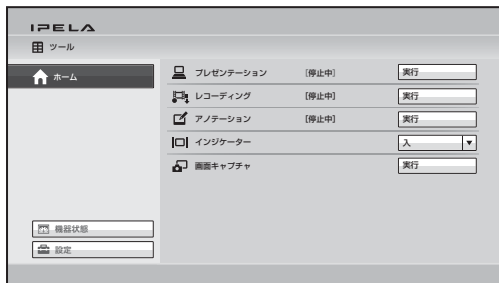 IPELA
ツール
ホーム
プレゼンテーション [停止中] 実行
レコーディング [停止中] 実行
アノテーション [停止中] 実行
インジケーター 入
画面キャプチャ 実行
機器状態
設定